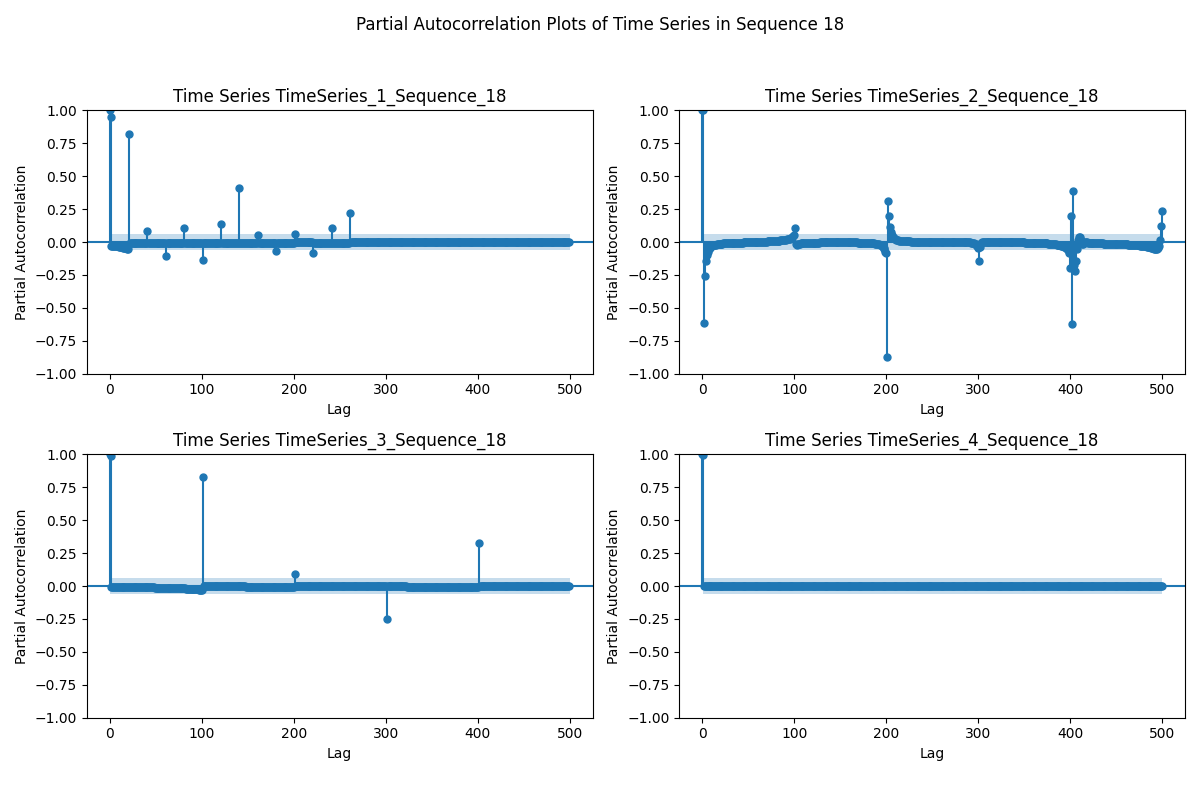 Partial Autocorrelation Plots of Time Series in Sequence 18
Time Series TimeSeries_1_Sequence_18
Partial Autocorrelation
1.00
0.75
0.50
0.25
0.00
−0.25
−0.50
−0.75
−1.00
0 100 200 300 400 500
Lag
Time Series TimeSeries_2_Sequence_18
Partial Autocorrelation
1.00
0.75
0.50
0.25
0.00
−0.25
−0.50
−0.75
−1.00
0 100 200 300 400 500
Lag
Time Series TimeSeries_3_Sequence_18
Partial Autocorrelation
1.00
0.75
0.50
0.25
0.00
−0.25
−0.50
−0.75
−1.00
0 100 200 300 400 500
Lag
Time Series TimeSeries_4_Sequence_18
Partial Autocorrelation
1.00
0.75
0.50
0.25
0.00
−0.25
−0.50
−0.75
−1.00
0 100 200 300 400 500
Lag